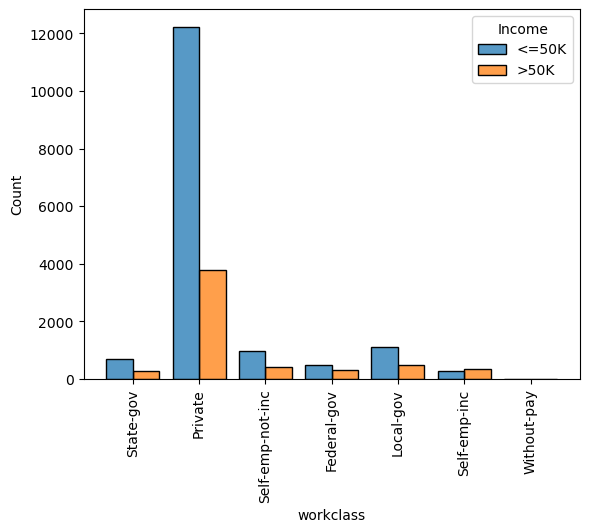 Income
<=50K
>50K
12000
10000
8000
6000
4000
2000
0
Count
State-gov
Private
Self-emp-not-inc
Federal-gov
Local-gov
Self-emp-inc
Without-pay
workclass